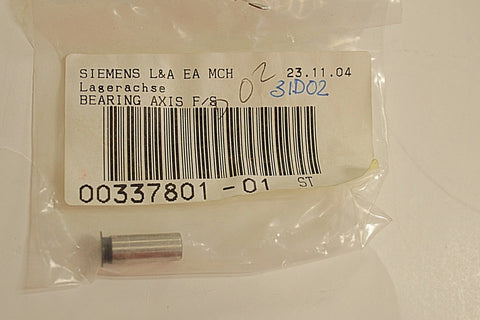 SIEMENS L&A EA MCH 23.11.04
02 31D02
Lagerachse
BEARING AXIS F/S
00337801-01 ST